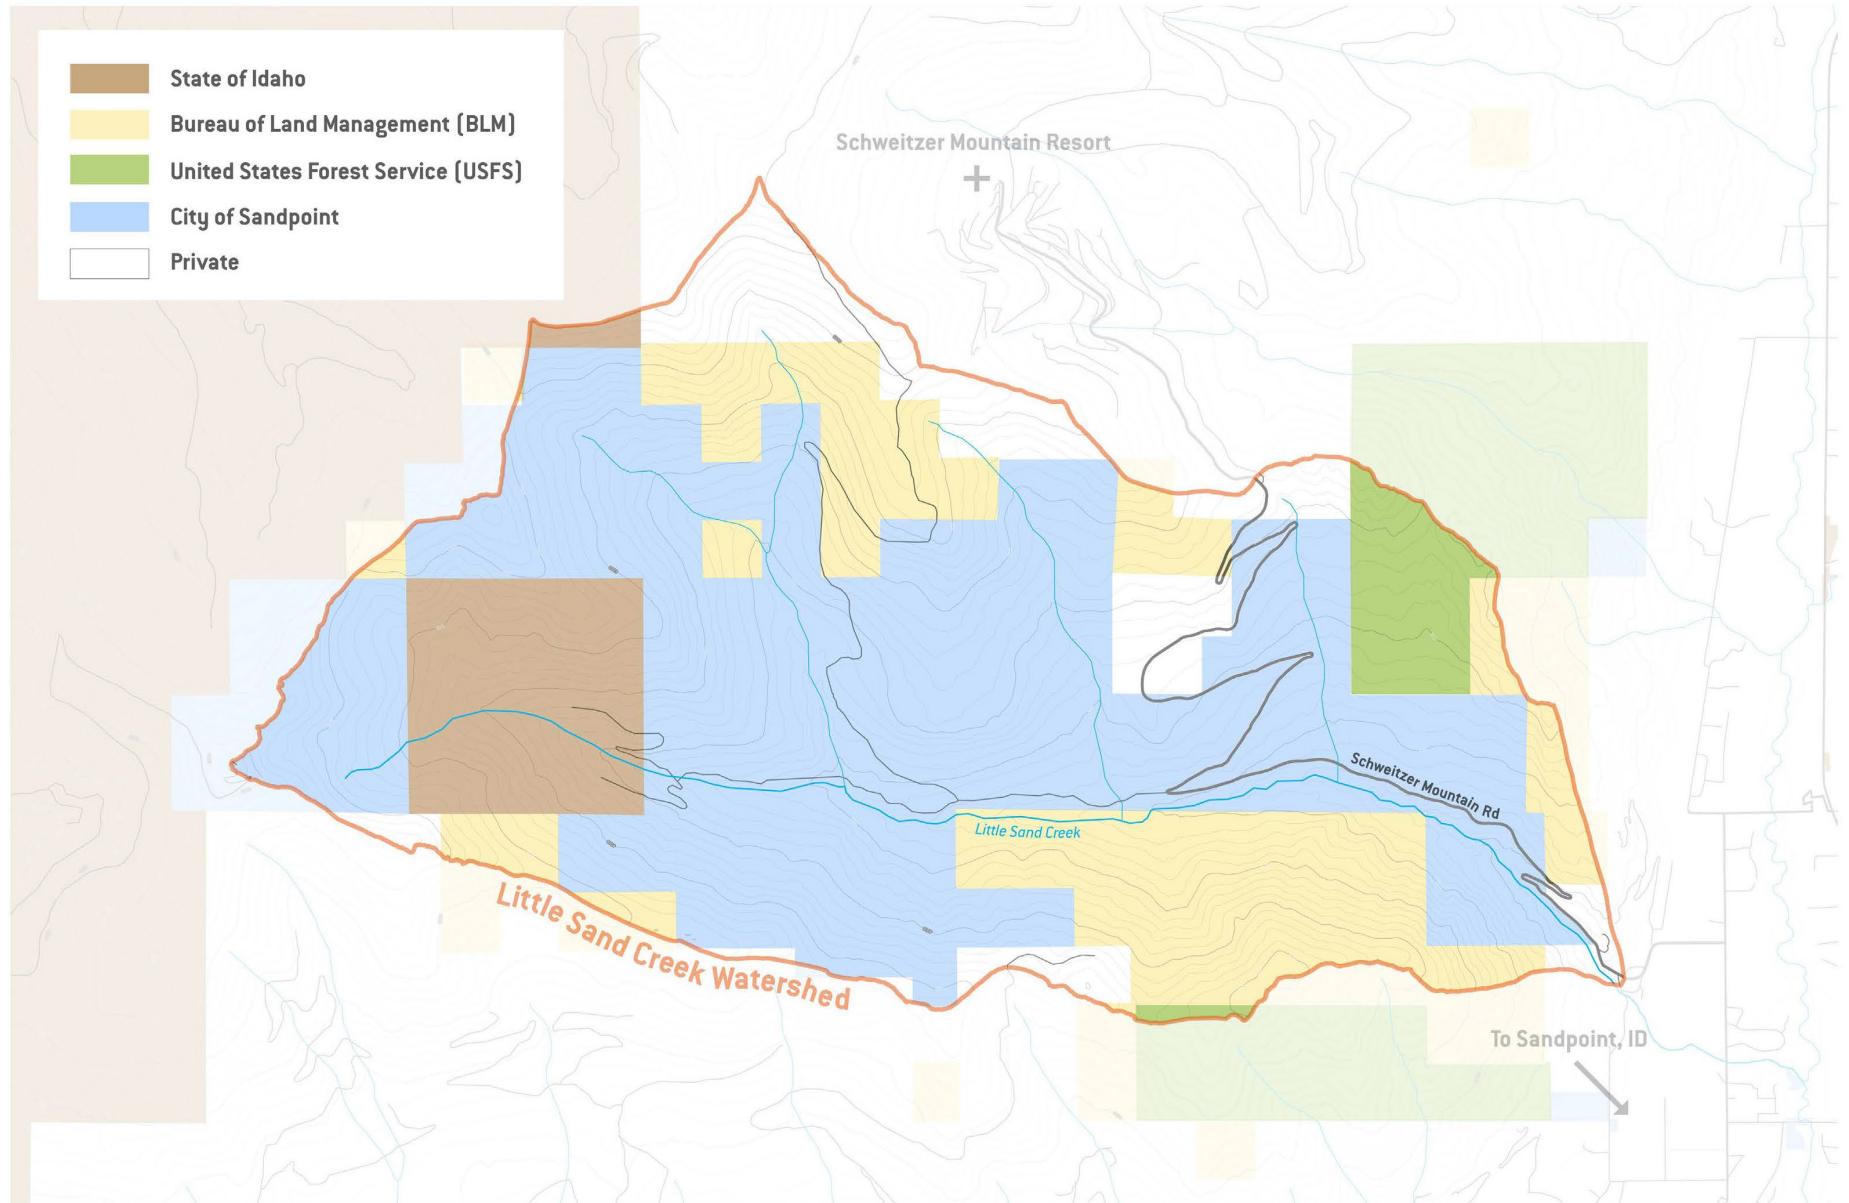 State of Idaho
Bureau of Land Management (BLM)
United States Forest Service (USFS)
City of Sandpoint
Private
Schweitzer Mountain Resort
Schweitzer Mountain Rd
Little Sand Creek
Little Sand Creek Watershed
To Sandpoint, ID